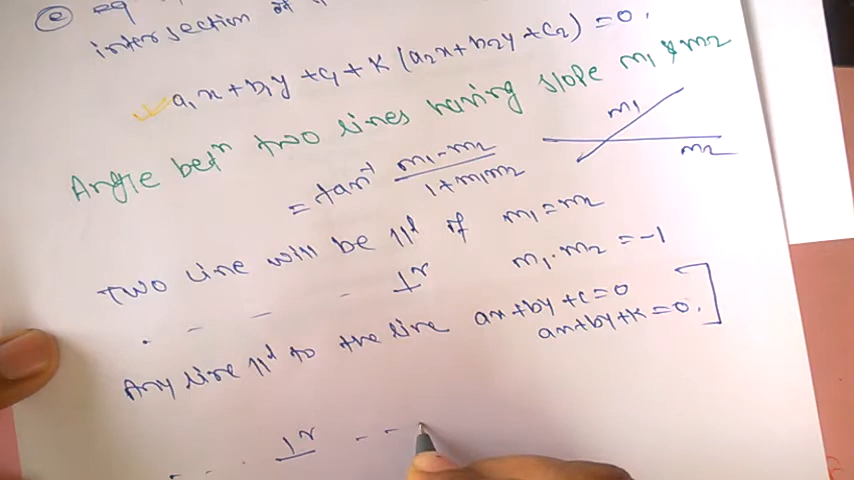 (e) eq
intersection of
a₁x + b₁y + c₁ + K (a₂x + b₂y + c₂) = 0.
Angle betⁿ two lines having slope m₁ & m₂
= tan⁻¹ (m₁ - m₂)/(1 + m₁m₂)
m₁
m₂
Two line will be ||ˡ if m₁ = m₂
. - - - ⊥ʳ m₁ . m₂ = -1
Any line ||ˡ to the line ax + by + c = 0
ax + by + K = 0.
- - . ⊥ʳ - -